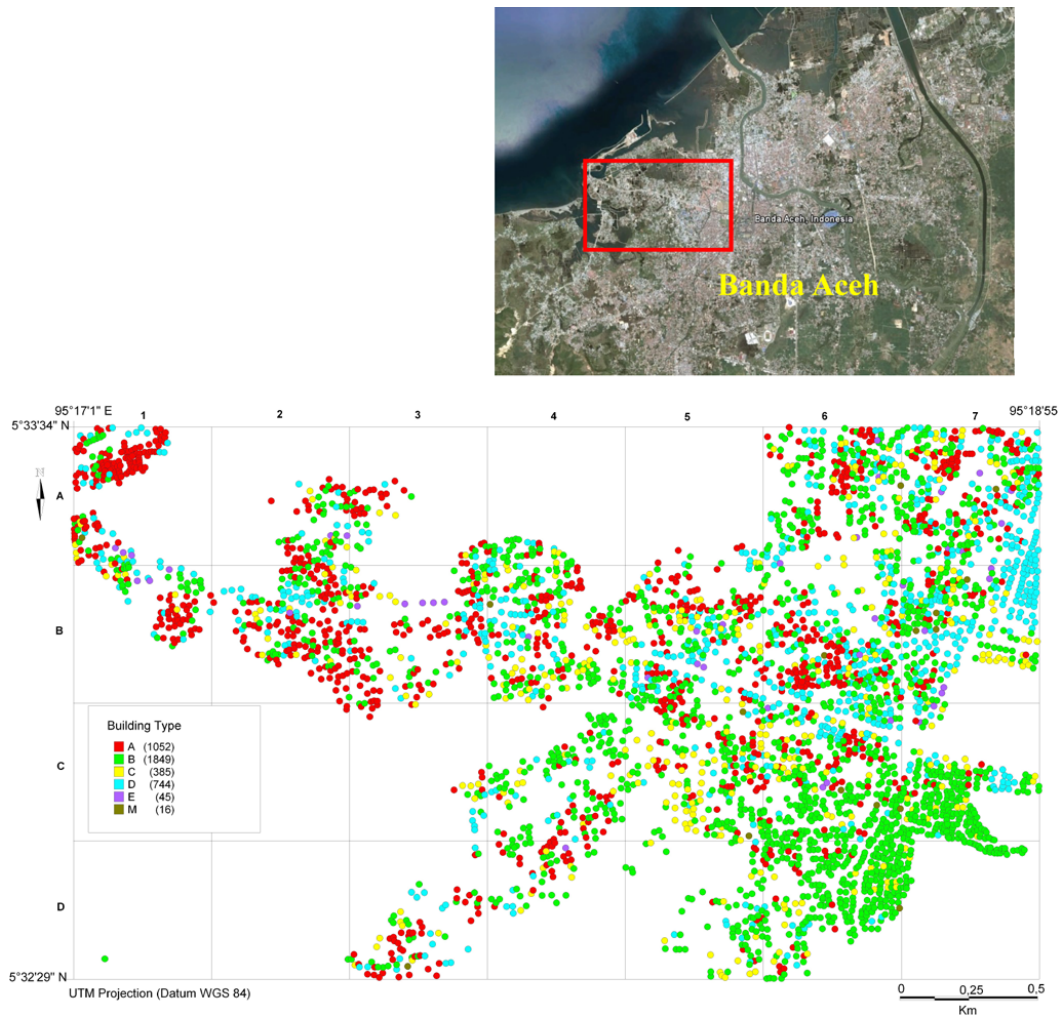 Banda Aceh, Indonesia
Banda Aceh
95°17'1" E
1
2
3
4
5
6
7
95°18'55
5°33'34" N
N
A
B
C
D
Building Type
A (1052)
B (1849)
C (385)
D (744)
E (45)
M (16)
5°32'29" N
UTM Projection (Datum WGS 84)
0 0,25 0,5
Km